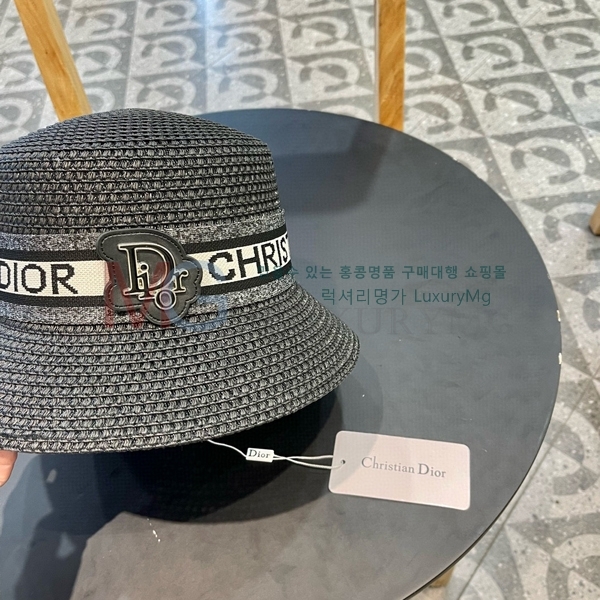 DIOR
Dior
CHRIS
수 있는 홍콩명품 구매대행 쇼핑몰
럭셔리명가 LuxuryMg
Dior
Christian Dior